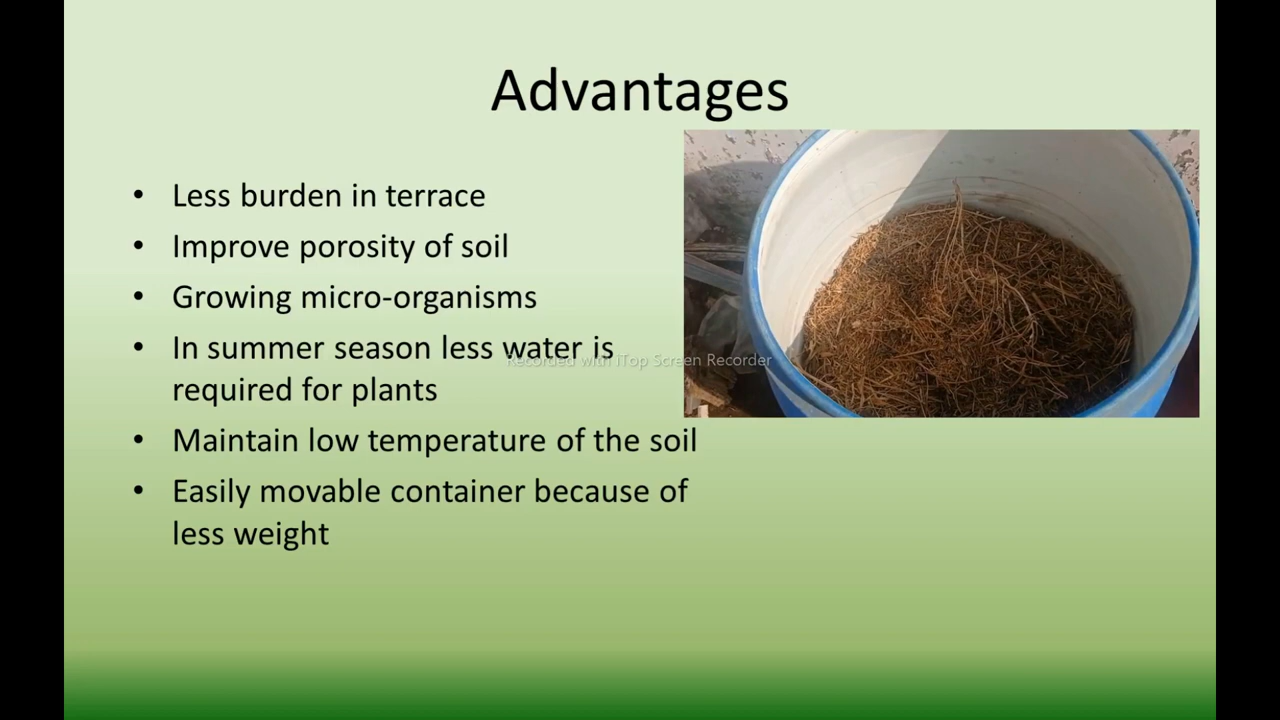 Advantages
• Less burden in terrace
• Improve porosity of soil
• Growing micro-organisms
• In summer season less water is
required for plants
• Maintain low temperature of the soil
• Easily movable container because of
less weight
Recorded with iTop Screen Recorder